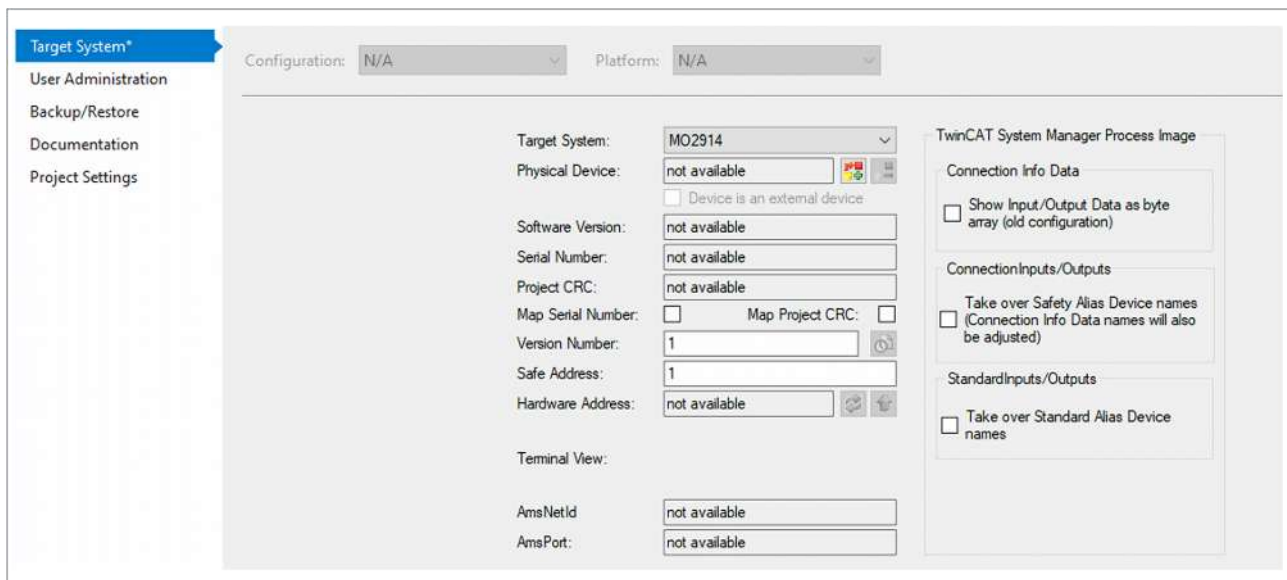 Target System*
User Administration
Backup/Restore
Documentation
Project Settings
Configuration: N/A Platform: N/A
Target System: MO2914
Physical Device: not available
Device is an external device
Software Version: not available
Serial Number: not available
Project CRC: not available
Map Serial Number: Map Project CRC:
Version Number: 1
Safe Address: 1
Hardware Address: not available
Terminal View:
AmsNetId not available
AmsPort: not available
TwinCAT System Manager Process Image
Connection Info Data
Show Input/Output Data as byte
array (old configuration)
ConnectionInputs/Outputs
Take over Safety Alias Device names
(Connection Info Data names will also
be adjusted)
StandardInputs/Outputs
Take over Standard Alias Device
names